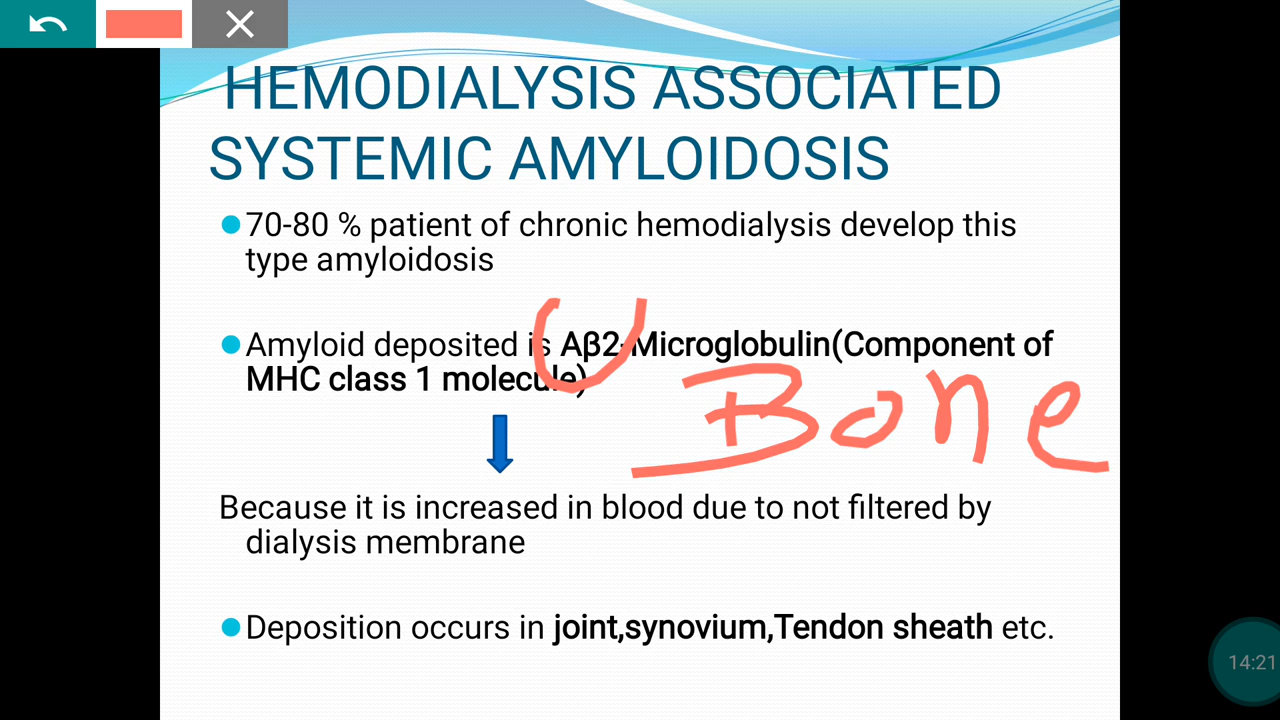 HEMODIALYSIS ASSOCIATED
SYSTEMIC AMYLOIDOSIS
70-80 % patient of chronic hemodialysis develop this
type amyloidosis
Amyloid deposited is Aβ2-Microglobulin(Component of
MHC class 1 molecule)
Bone
Because it is increased in blood due to not filtered by
dialysis membrane
Deposition occurs in joint,synovium,Tendon sheath etc.
14:21